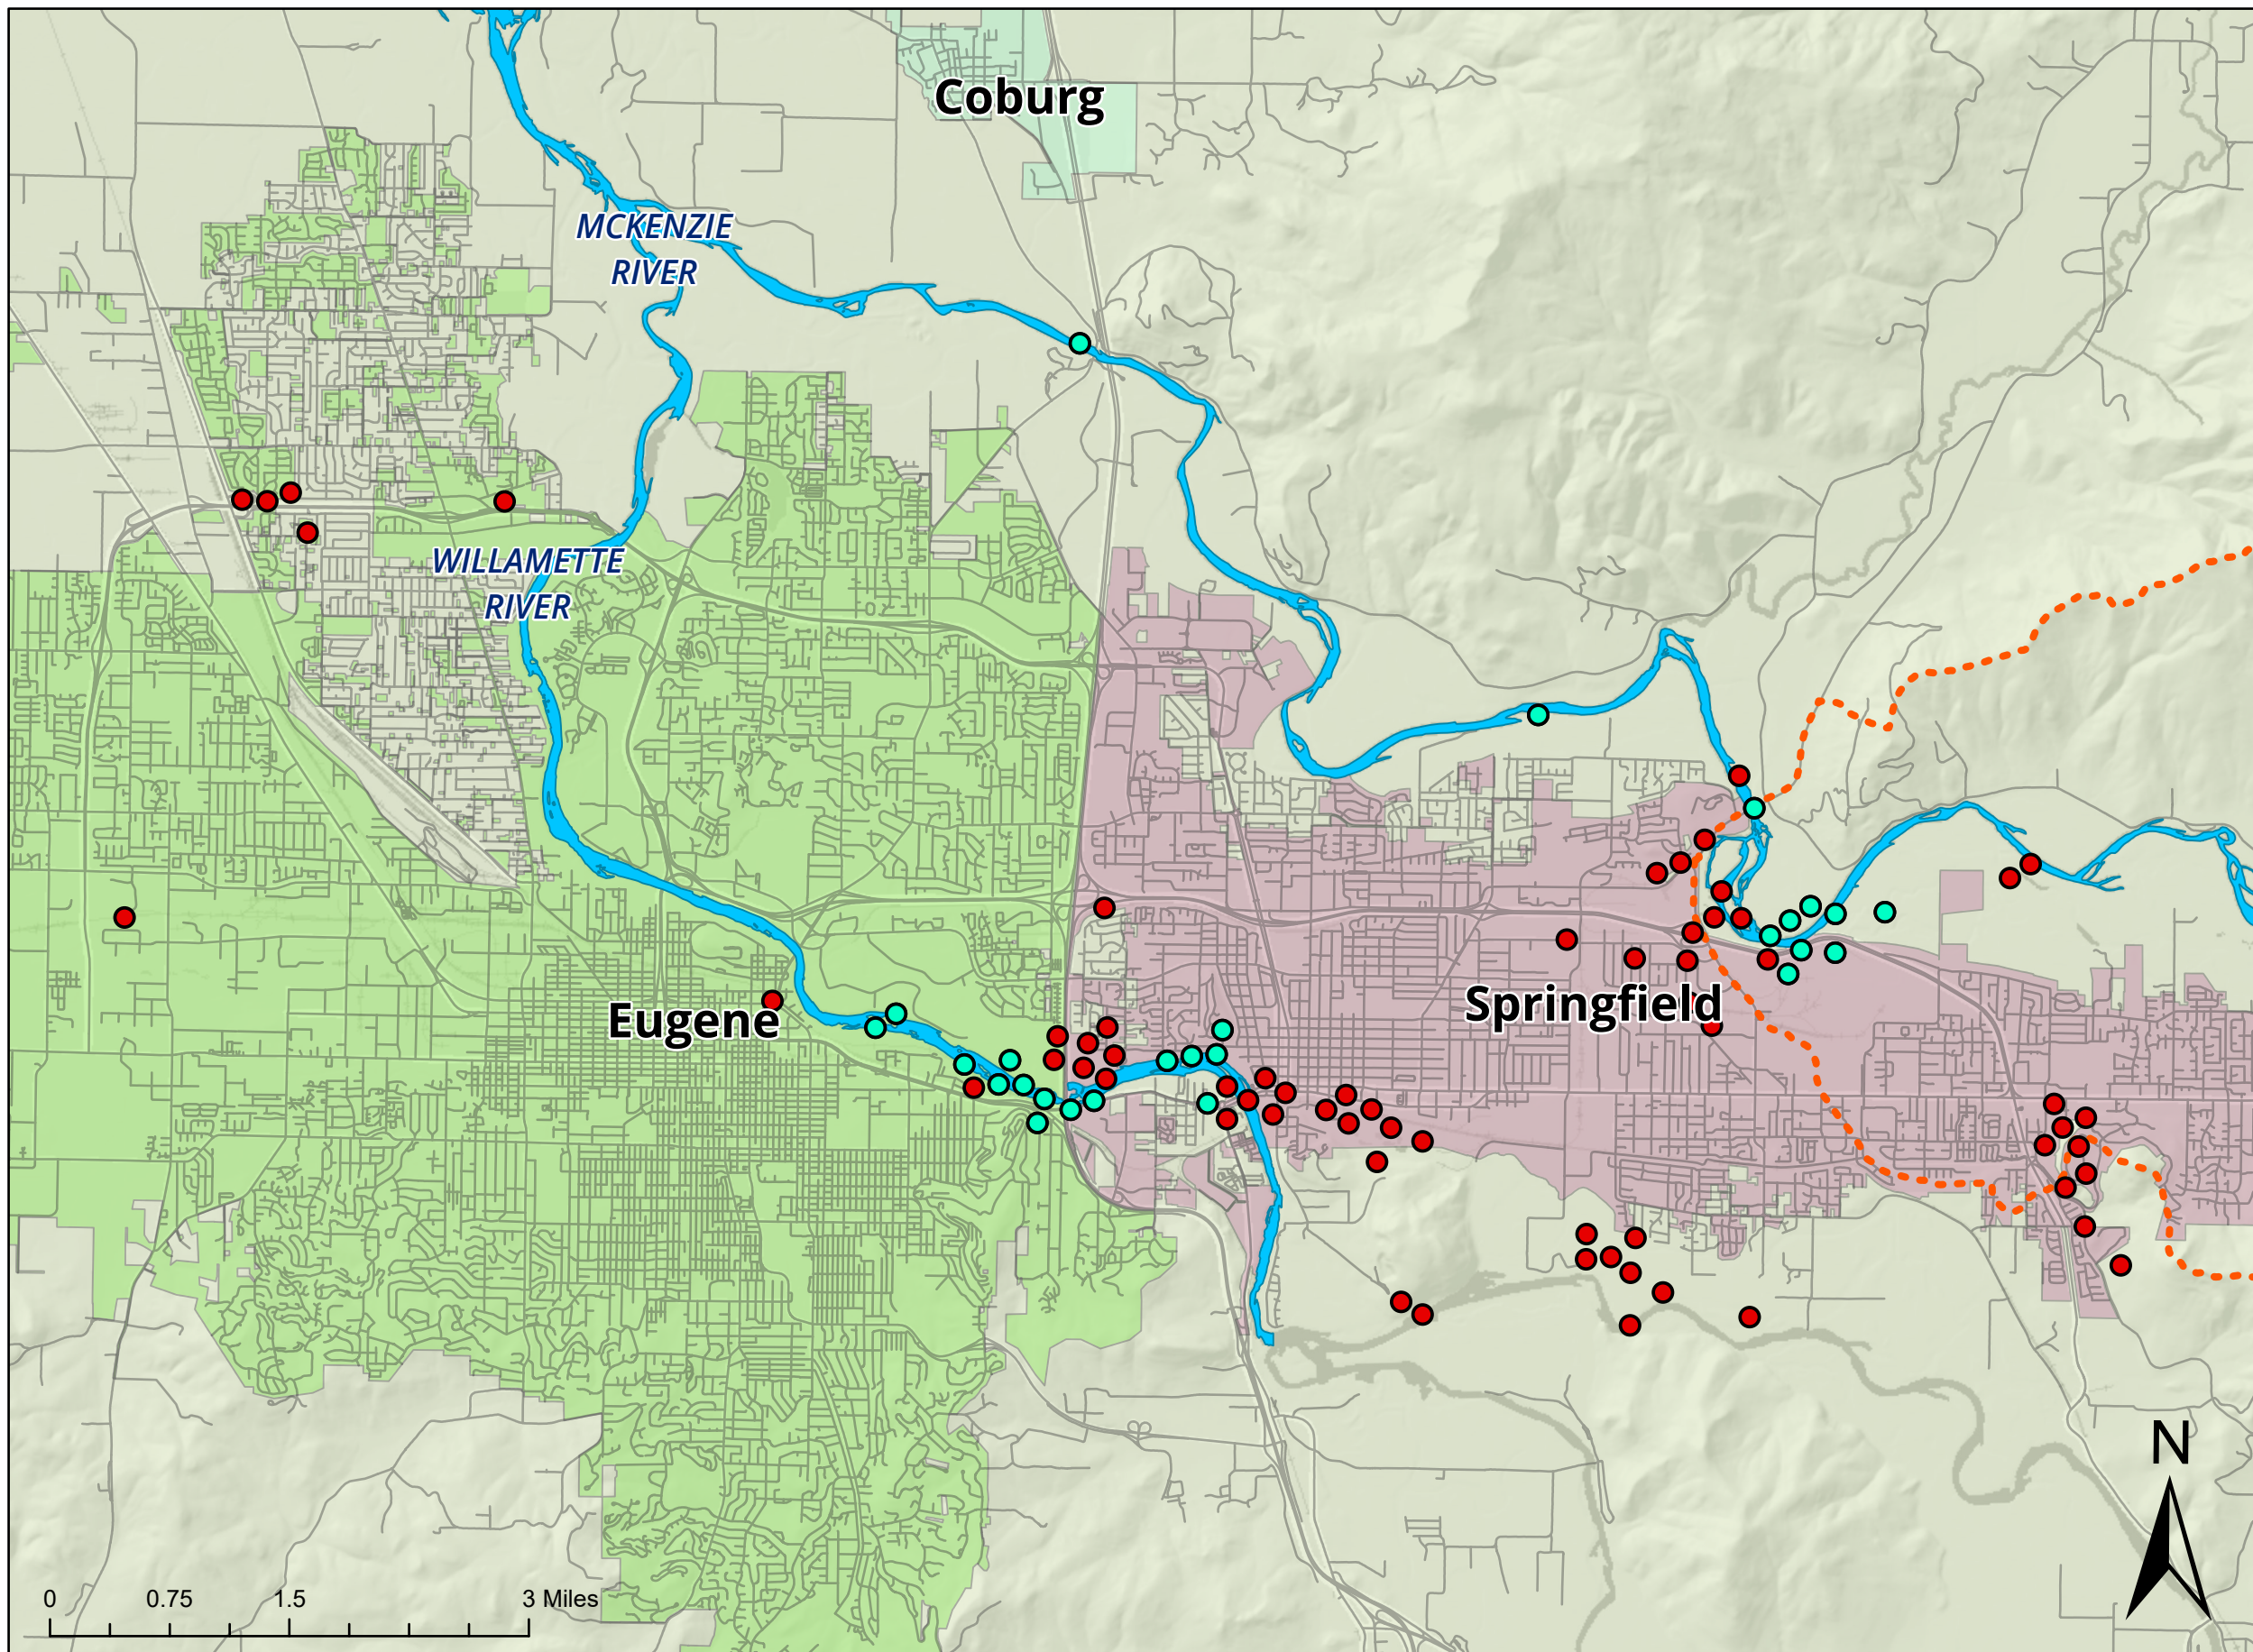 Coburg
MCKENZIE
RIVER
WILLAMETTE
RIVER
Eugene
Springfield
N
0 0.75 1.5 3 Miles